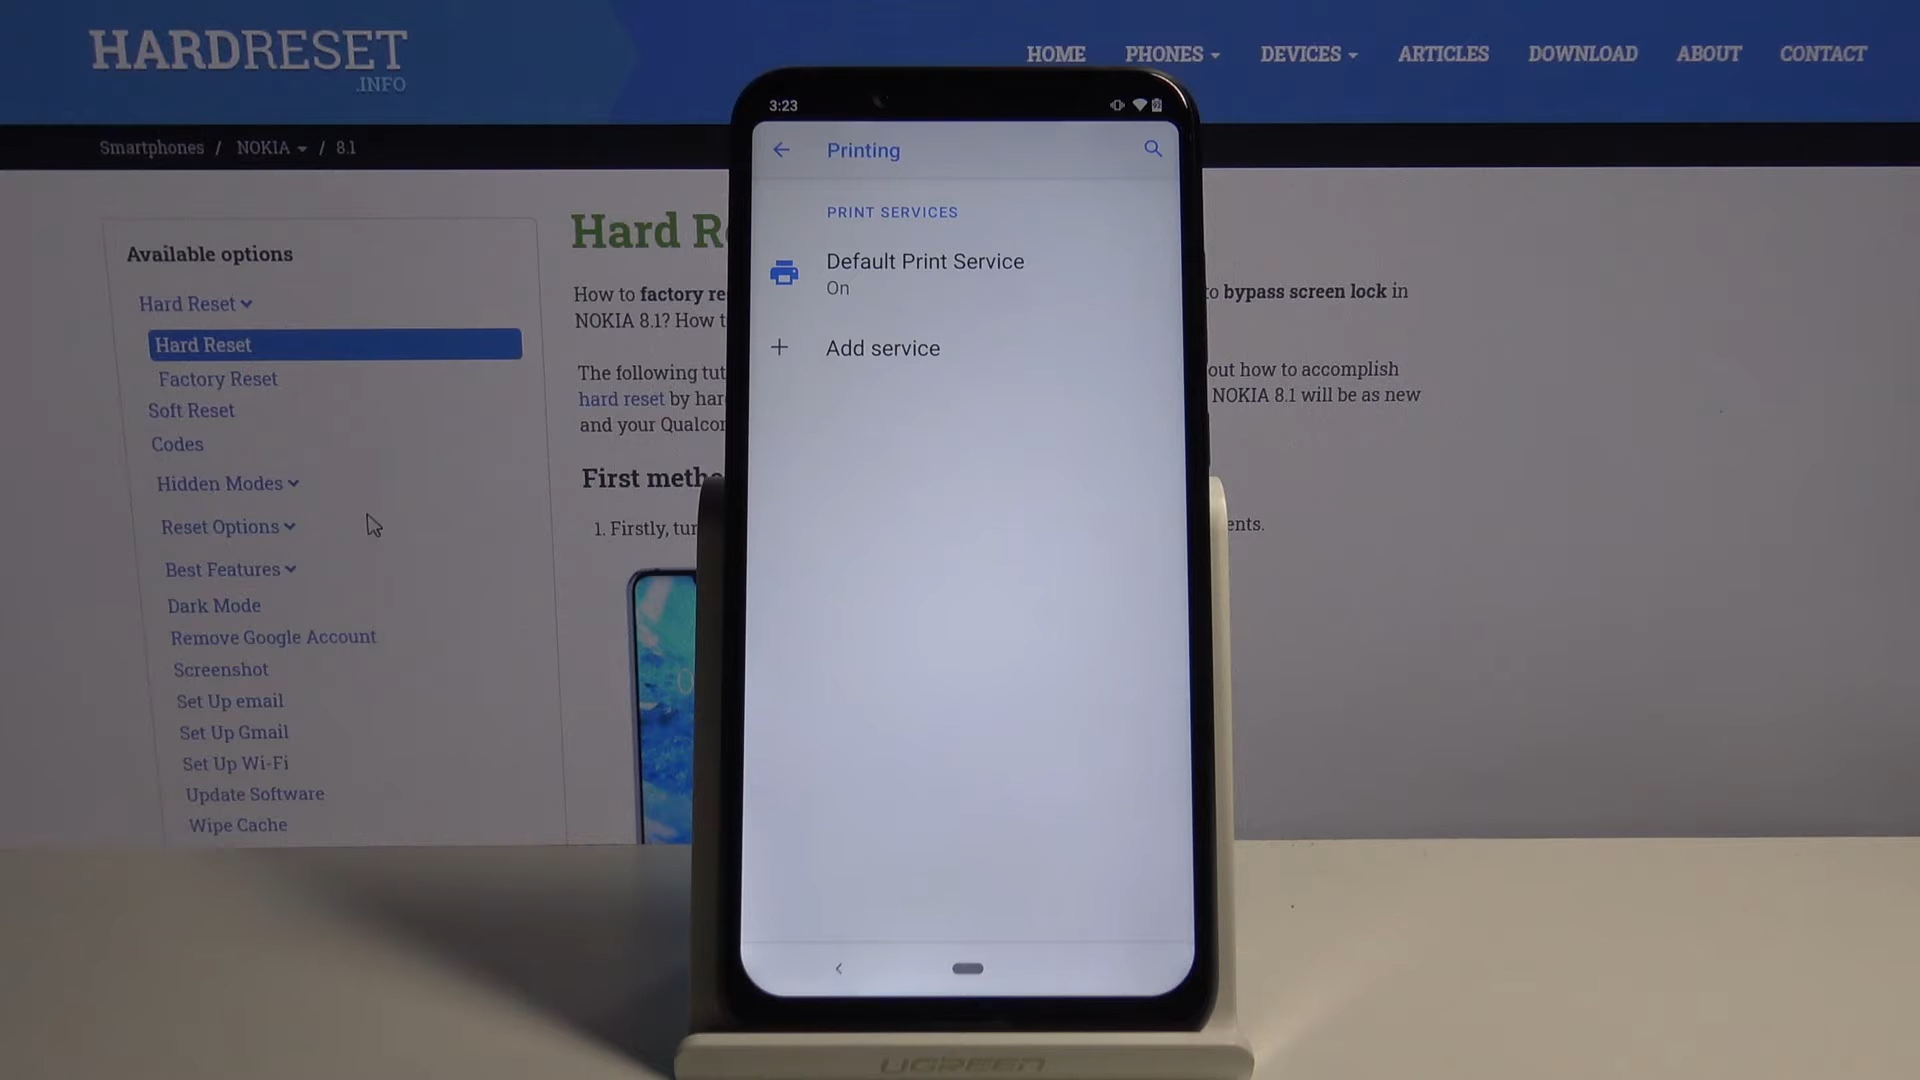 HARDRESET
.INFO
HOME PHONES DEVICES ARTICLES DOWNLOAD ABOUT CONTACT
Smartphones / NOKIA / 8.1
Available options
Hard Reset
Hard Reset
Factory Reset
Soft Reset
Codes
Hidden Modes
Reset Options
Best Features
Dark Mode
Remove Google Account
Screenshot
Set Up email
Set Up Gmail
Set Up Wi-Fi
Update Software
Wipe Cache
Hard R
How to factory re
to bypass screen lock in
NOKIA 8.1? How t
The following tut
out how to accomplish
hard reset by har
NOKIA 8.1 will be as new
and your Qualcor
First metho
1. Firstly, tur
ents.
3:23
Printing
PRINT SERVICES
Default Print Service
On
+ Add service
UGREEN